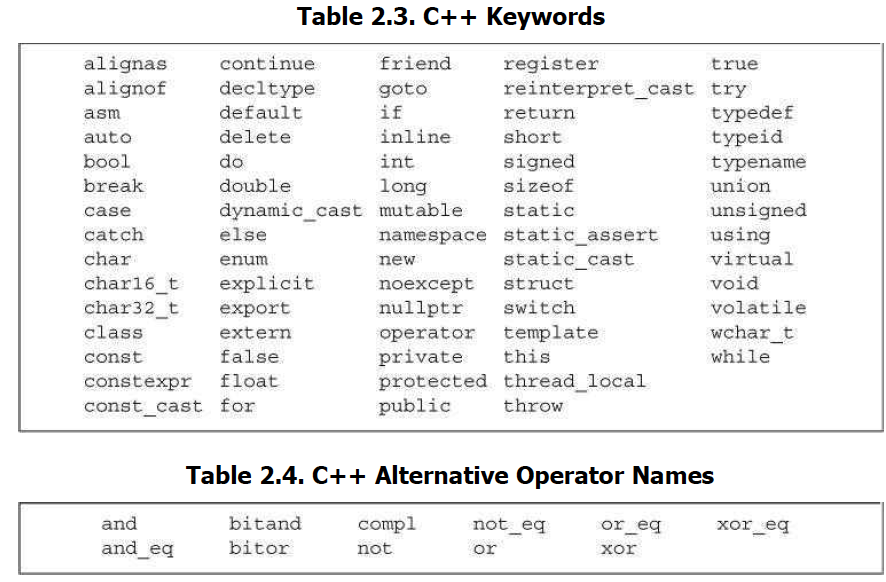 Table 2.3. C++ Keywords
alignas continue friend register true
alignof decltype goto reinterpret_cast try
asm default if return typedef
auto delete inline short typeid
bool do int signed typename
break double long sizeof union
case dynamic_cast mutable static unsigned
catch else namespace static_assert using
char enum new static_cast virtual
char16_t explicit noexcept struct void
char32_t export nullptr switch volatile
class extern operator template wchar_t
const false private this while
constexpr float protected thread_local
const_cast for public throw
Table 2.4. C++ Alternative Operator Names
and bitand compl not_eq or_eq xor_eq
and_eq bitor not or xor